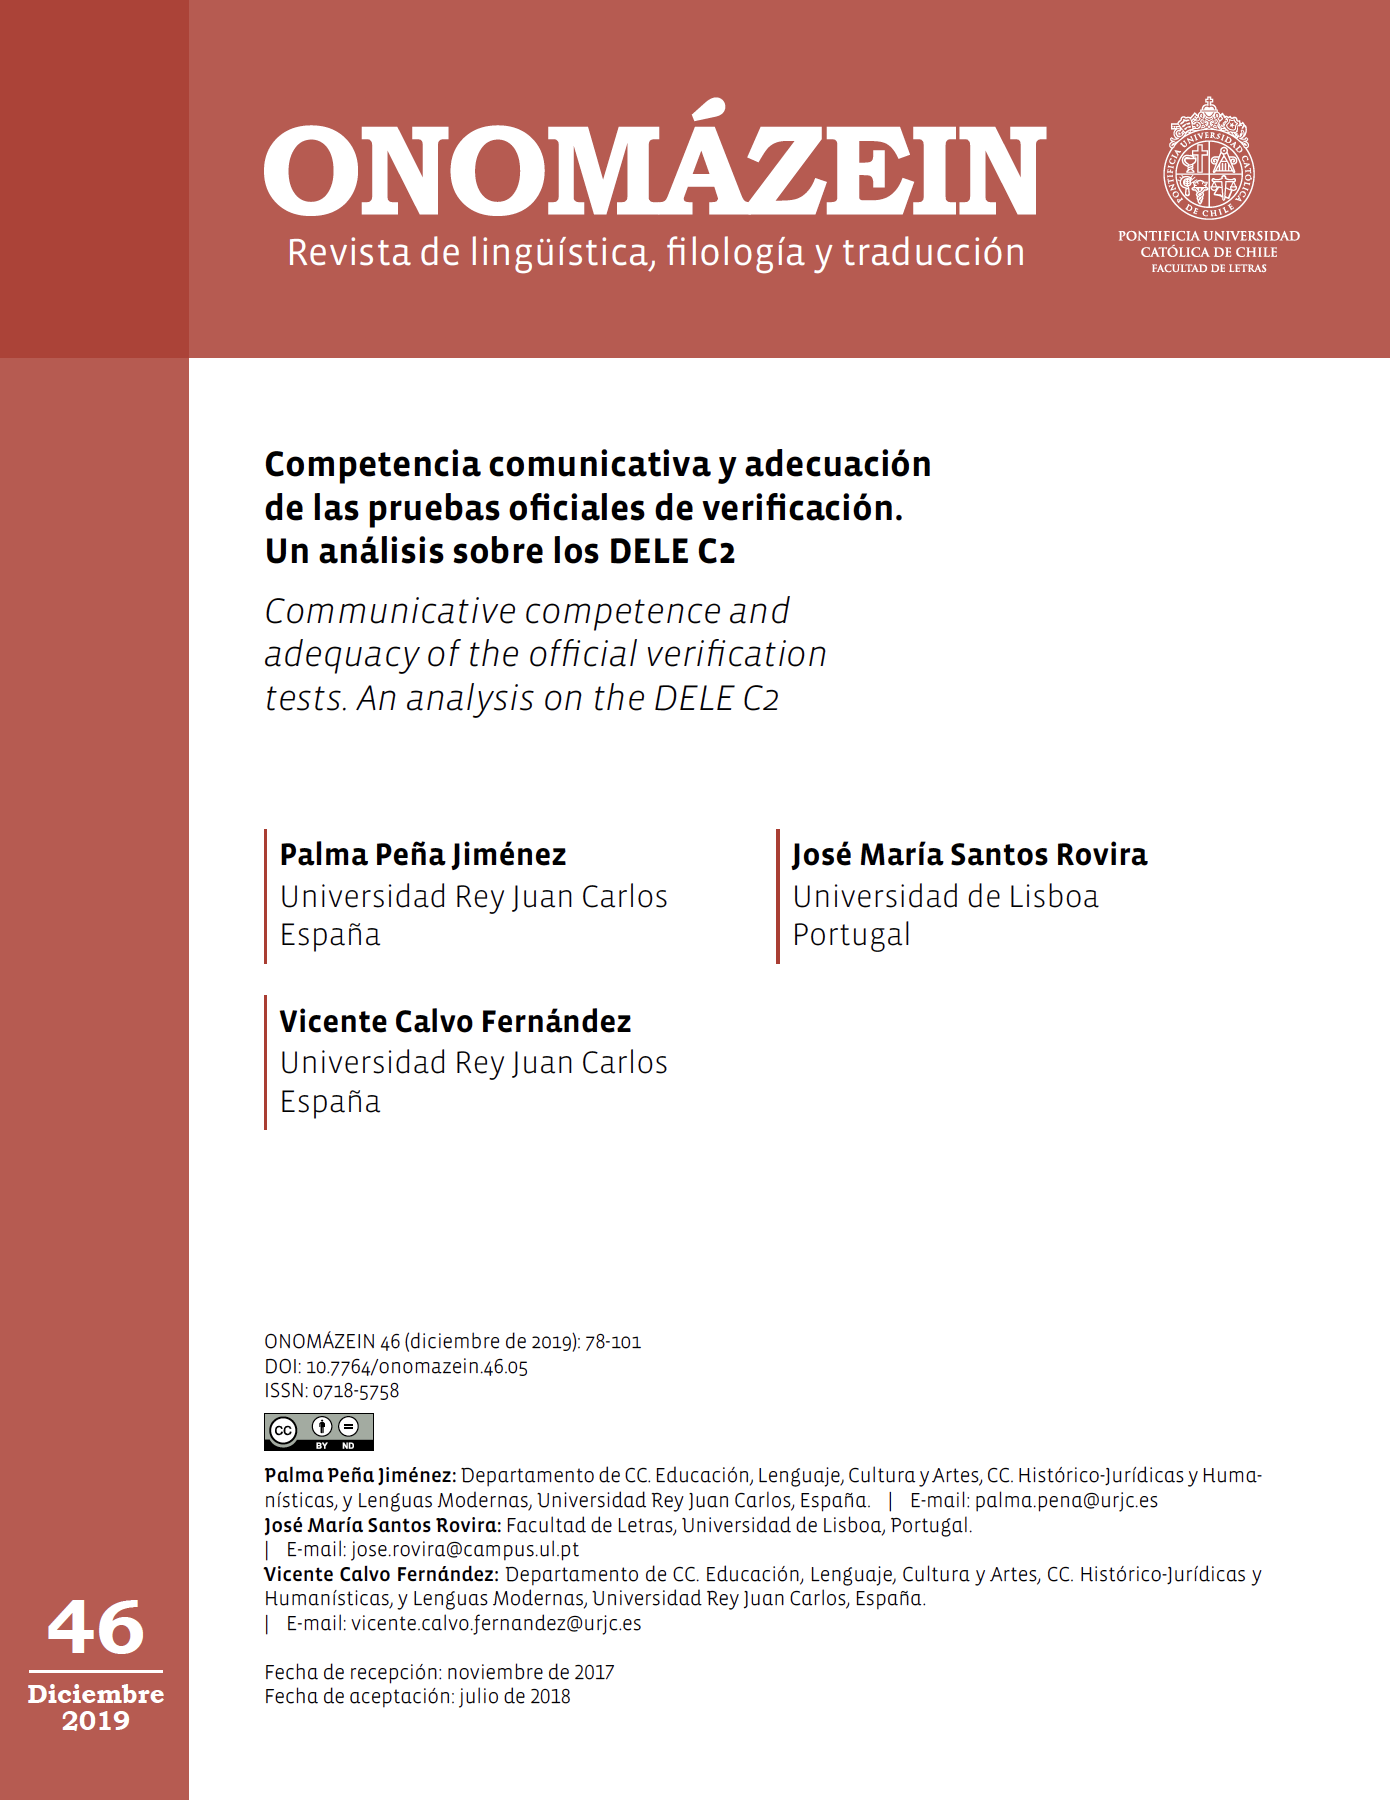 ONOMÁZEIN
Revista de lingüística, filología y traducción
PONTIFICIA UNIVERSIDAD CATÓLICA DE CHILE
PONTIFICIA UNIVERSIDAD
CATÓLICA DE CHILE
FACULTAD DE LETRAS
Competencia comunicativa y adecuación
de las pruebas oficiales de verificación.
Un análisis sobre los DELE C2
Communicative competence and
adequacy of the official verification
tests. An analysis on the DELE C2
Palma Peña Jiménez
Universidad Rey Juan Carlos
España
José María Santos Rovira
Universidad de Lisboa
Portugal
Vicente Calvo Fernández
Universidad Rey Juan Carlos
España
ONOMÁZEIN 46 (diciembre de 2019): 78-101
DOI: 10.7764/onomazein.46.05
ISSN: 0718-5758
CC BY ND
Palma Peña Jiménez: Departamento de CC. Educación, Lenguaje, Cultura y Artes, CC. Histórico-Jurídicas y Huma-
nísticas, y Lenguas Modernas, Universidad Rey Juan Carlos, España. | E-mail: palma.pena@urjc.es
José María Santos Rovira: Facultad de Letras, Universidad de Lisboa, Portugal.
| E-mail: jose.rovira@campus.ul.pt
Vicente Calvo Fernández: Departamento de CC. Educación, Lenguaje, Cultura y Artes, CC. Histórico-Jurídicas y
Humanísticas, y Lenguas Modernas, Universidad Rey Juan Carlos, España.
| E-mail: vicente.calvo.fernandez@urjc.es
Fecha de recepción: noviembre de 2017
Fecha de aceptación: julio de 2018
46
Diciembre
2019